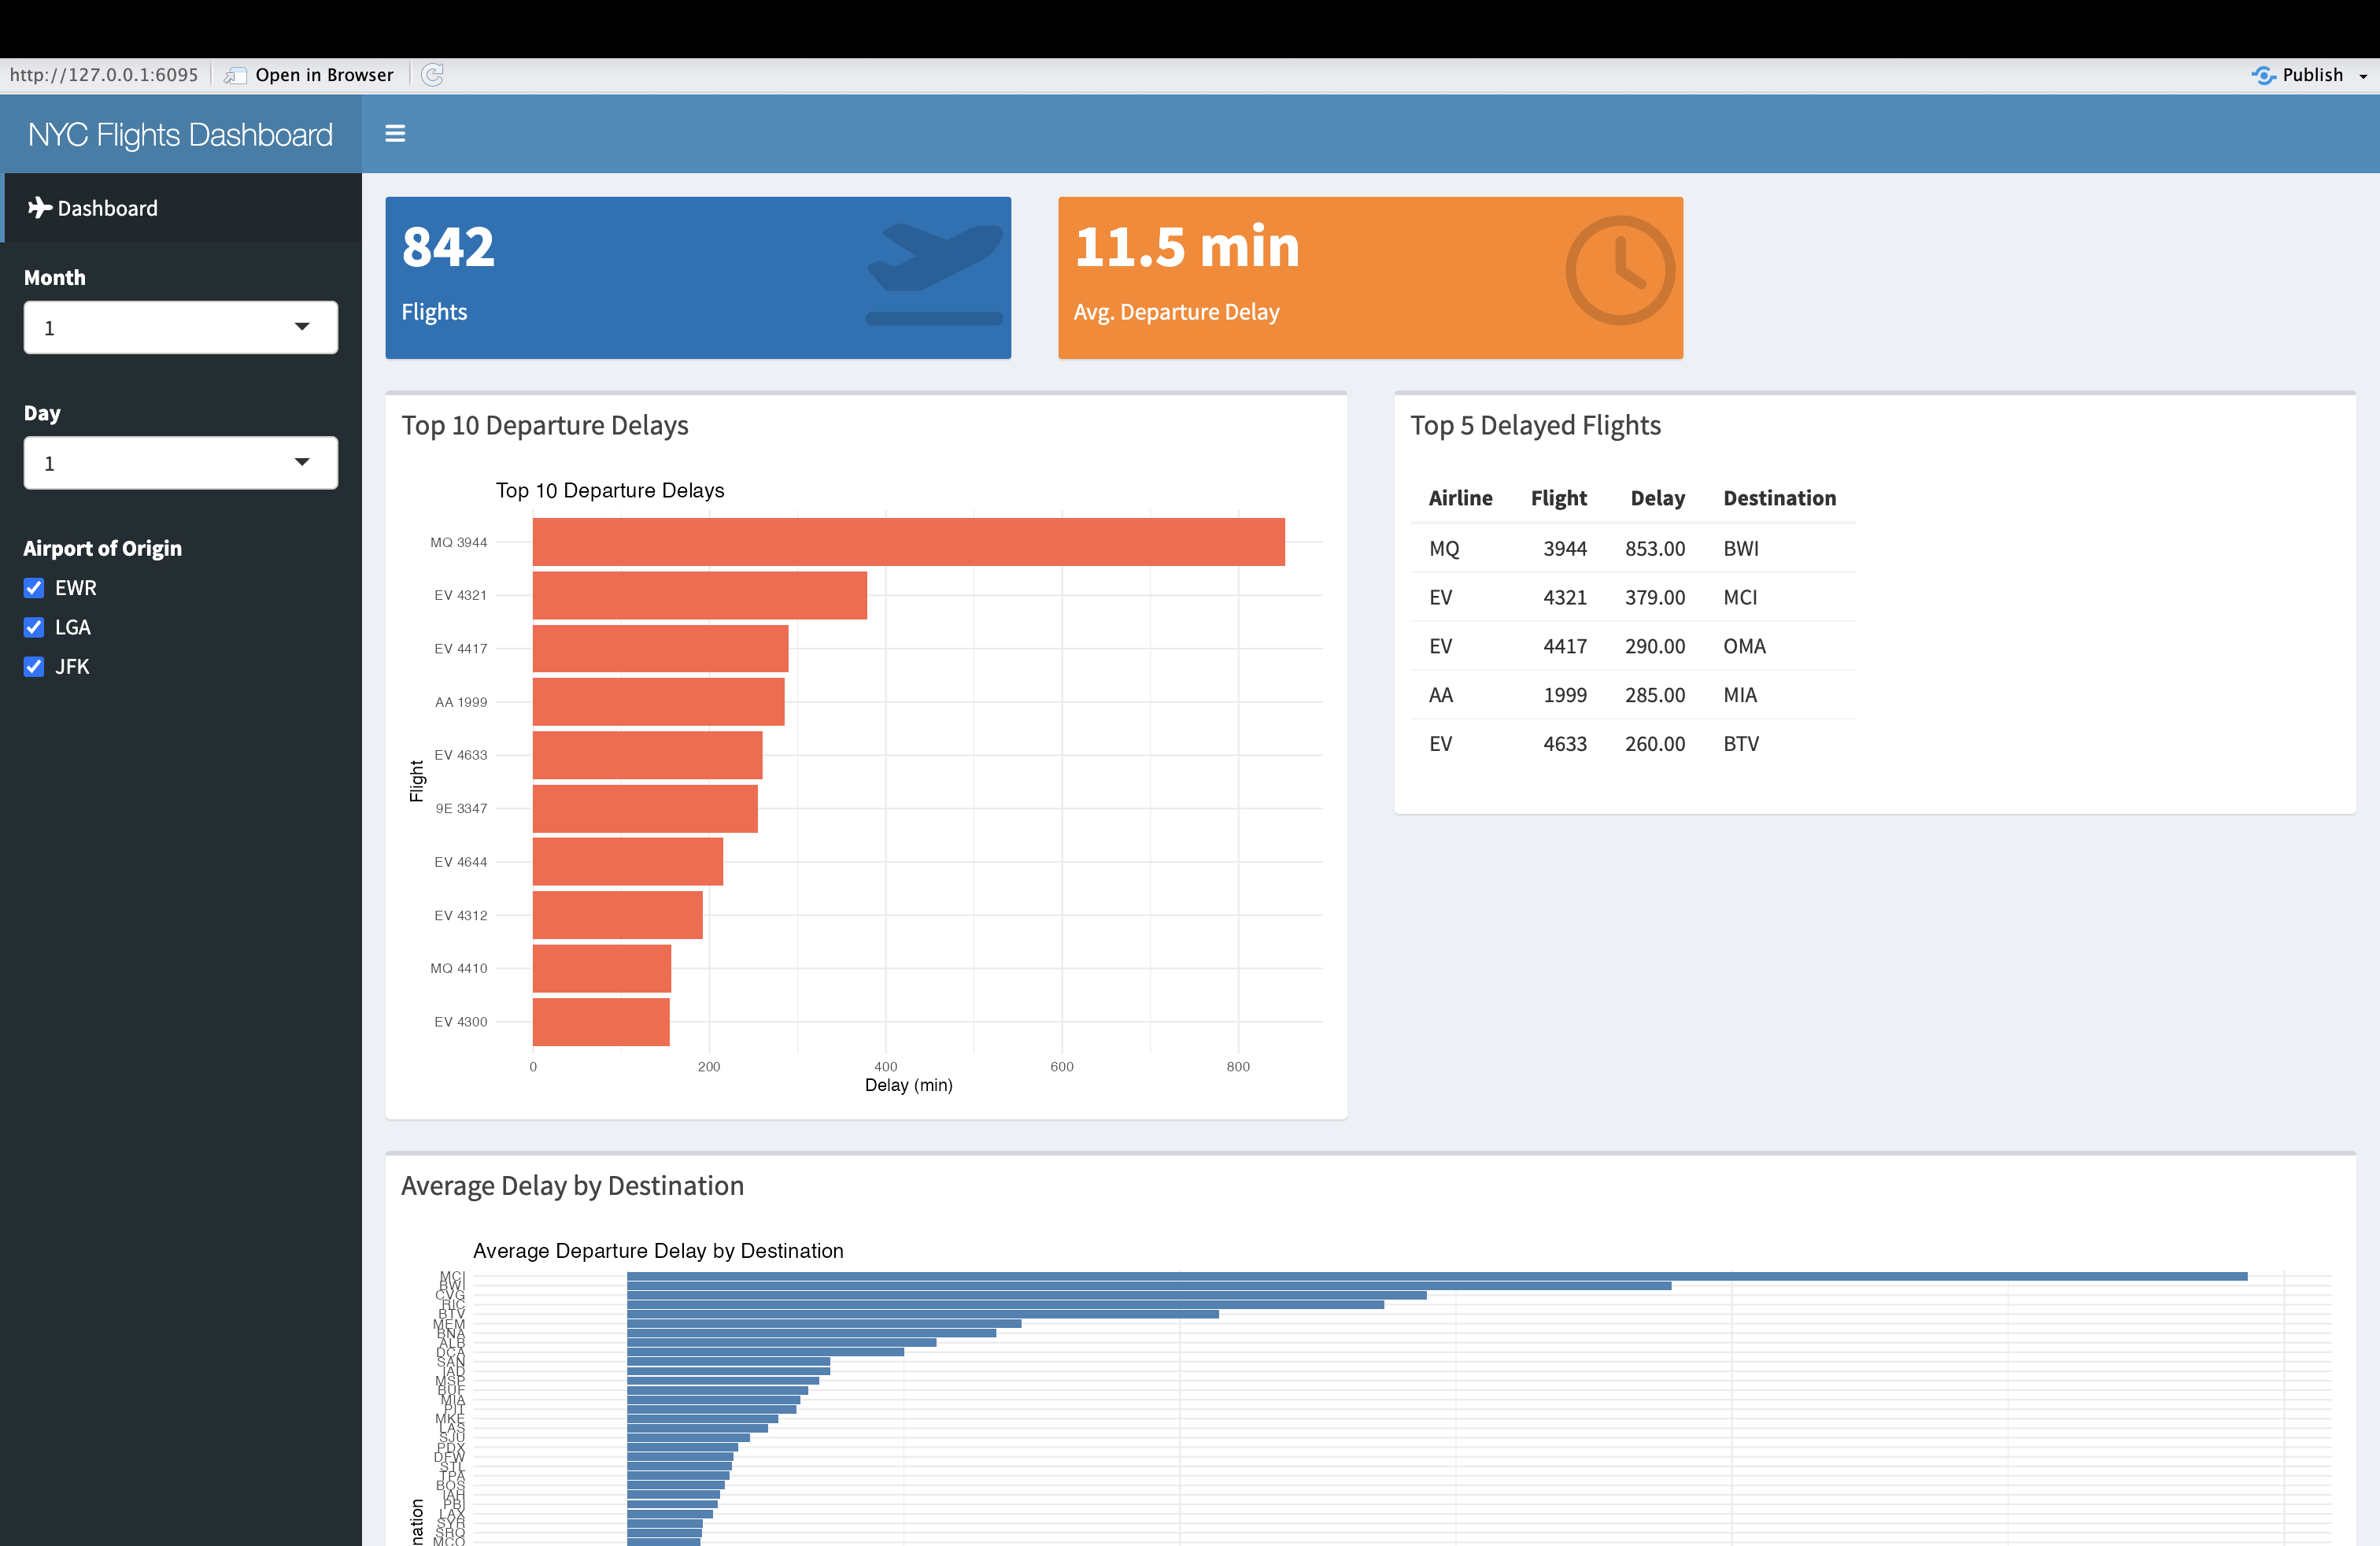 http://127.0.0.1:6095 Open in Browser Publish
NYC Flights Dashboard
Dashboard
Month
1
Day
1
Airport of Origin
EWR
LGA
JFK
842
Flights
11.5 min
Avg. Departure Delay
Top 10 Departure Delays
Top 10 Departure Delays
MQ 3944
EV 4321
EV 4417
AA 1999
EV 4633
9E 3347
EV 4644
EV 4312
MQ 4410
EV 4300
Flight
0 200 400 600 800
Delay (min)
Top 5 Delayed Flights
Airline Flight Delay Destination
MQ 3944 853.00 BWI
EV 4321 379.00 MCI
EV 4417 290.00 OMA
AA 1999 285.00 MIA
EV 4633 260.00 BTV
Average Delay by Destination
Average Departure Delay by Destination
MCI
BWI
CVG
RIC
BTV
MEM
BNA
ALB
DCA
SAN
IAD
MSP
BUF
MIA
PIT
MKE
LAS
SJU
PDX
DFW
STL
TPA
BOS
IAH
PBI
LAX
SYR
SRQ
MCO
nation